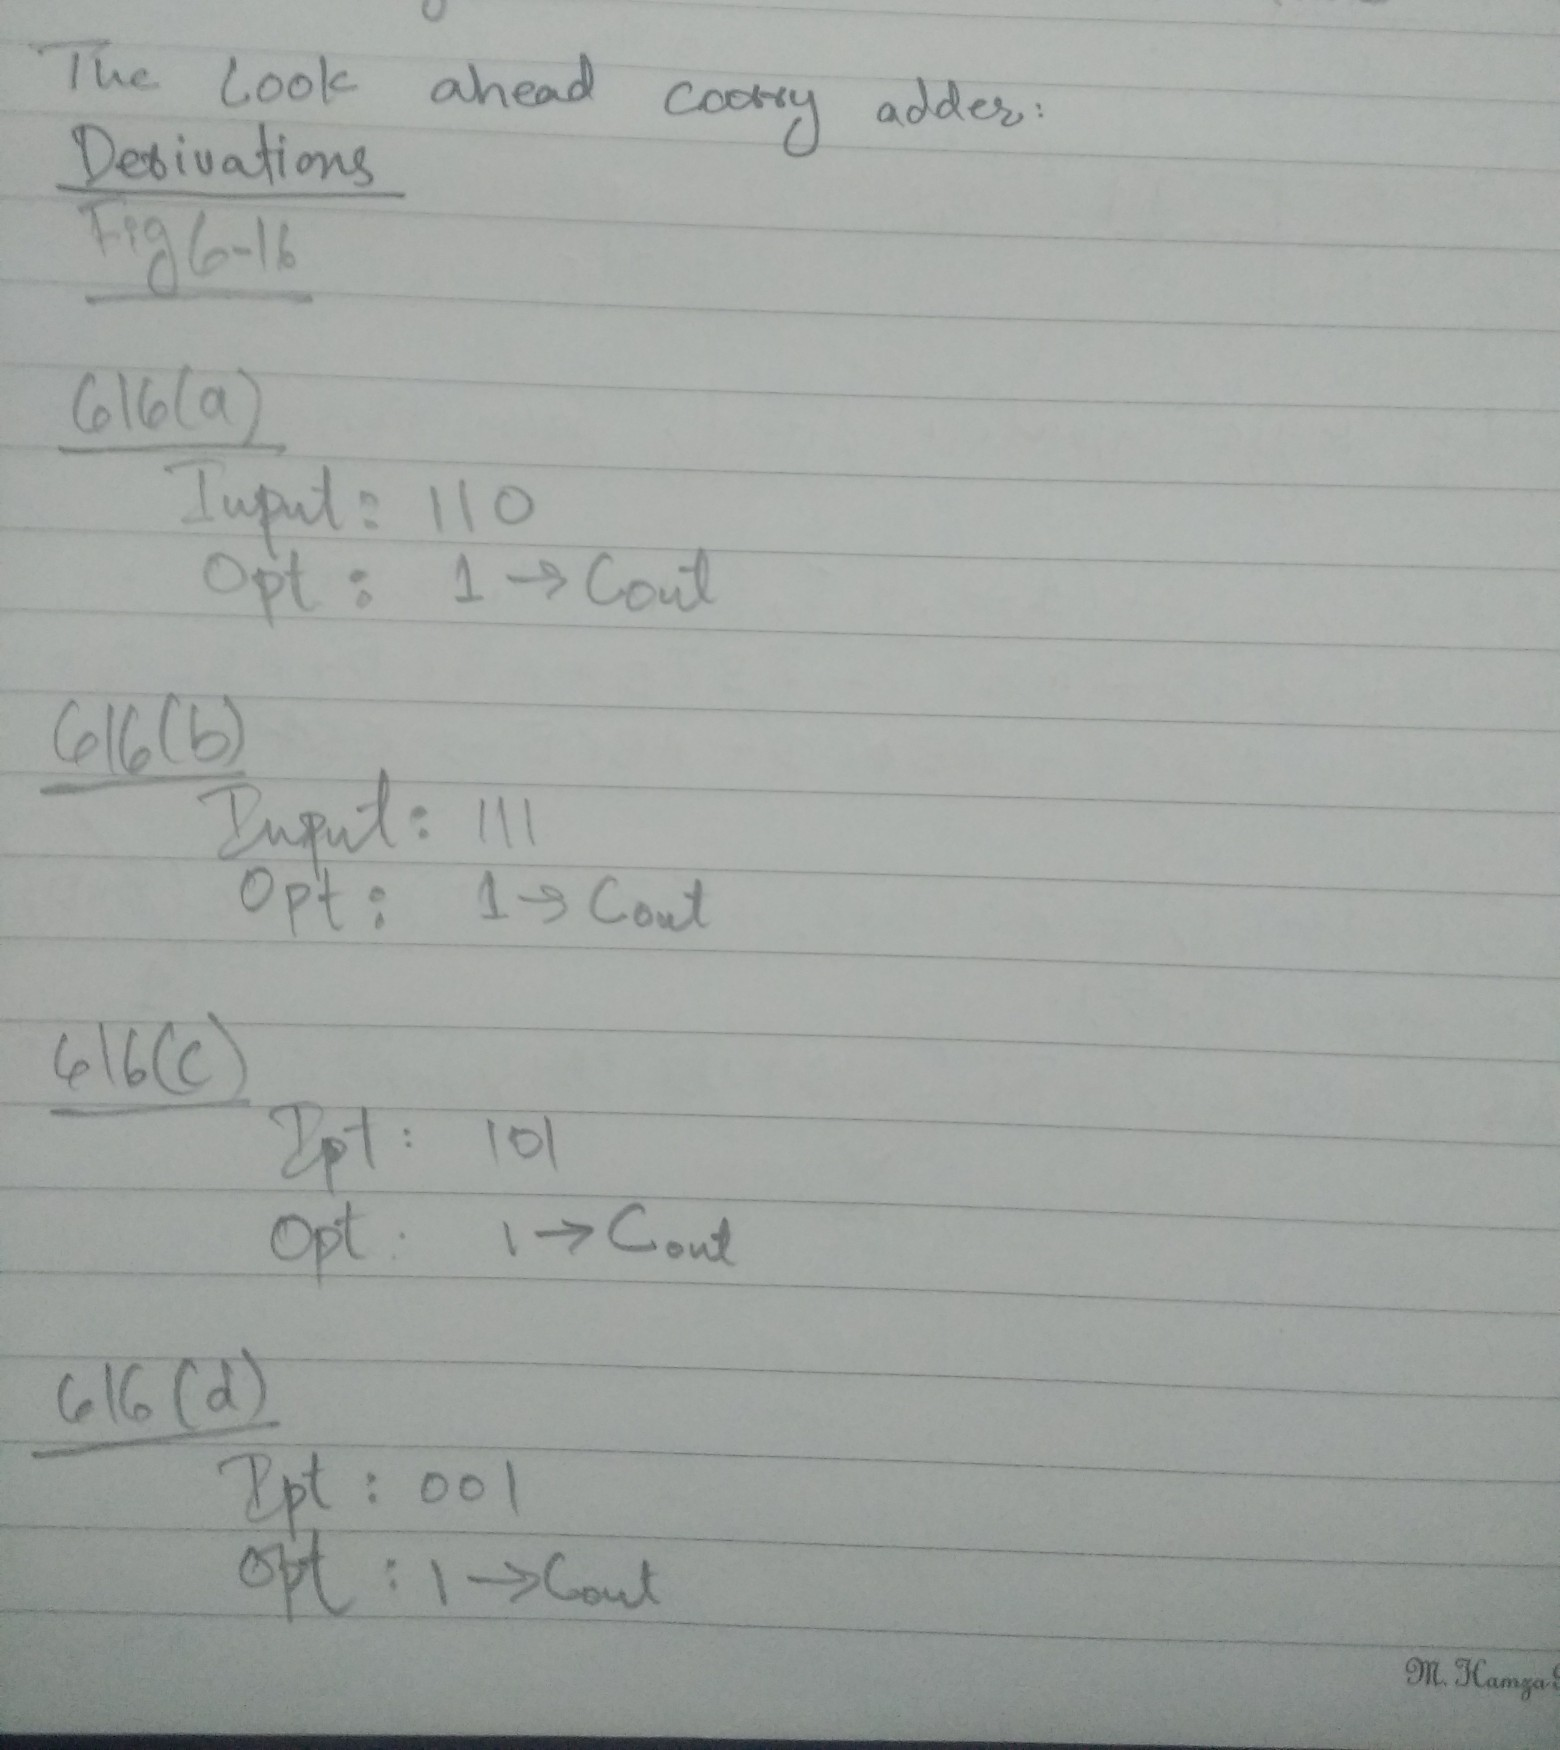 The Look ahead carry adder:
Derivations
Fig 6-16
616(a)
Input: 110
Opt: 1 → Cout
616(b)
Input: 111
Opt: 1 → Cout
616(c)
Ipt: 101
Opt: 1 → Cout
616(d)
Ipt: 001
Opt: 1 → Cout
M. Hamza